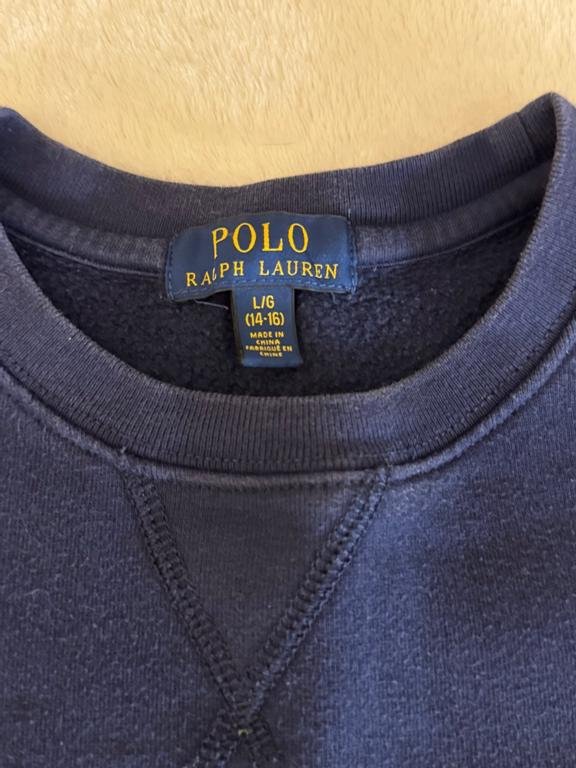 POLO
RALPH LAUREN
L/G
(14-16)
MADE IN
CHINA
FABRIQUÉ EN
CHINE